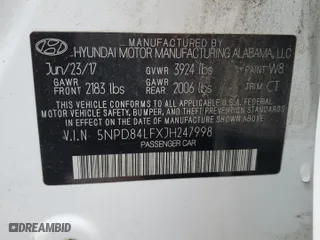 MANUFACTURED BY
HYUNDAI MOTOR MANUFACTURING ALABAMA, LLC
Jun/23/17 GVWR 3924 lbs PAINT W8
GAWR FRONT 2183 lbs GAWR REAR 2006 lbs TRIM CT
THIS VEHICLE CONFORMS TO ALL APPLICABLE
FEDERAL MOTOR VEHICLE SAFETY, BUMPER, AND THEFT PREVENTION
STANDARDS IN EFFECT ON THE DATE OF MANUFACTURE SHOWN ABOVE
V.I.N 5NPD84LFXJH247998
PASSENGER CAR